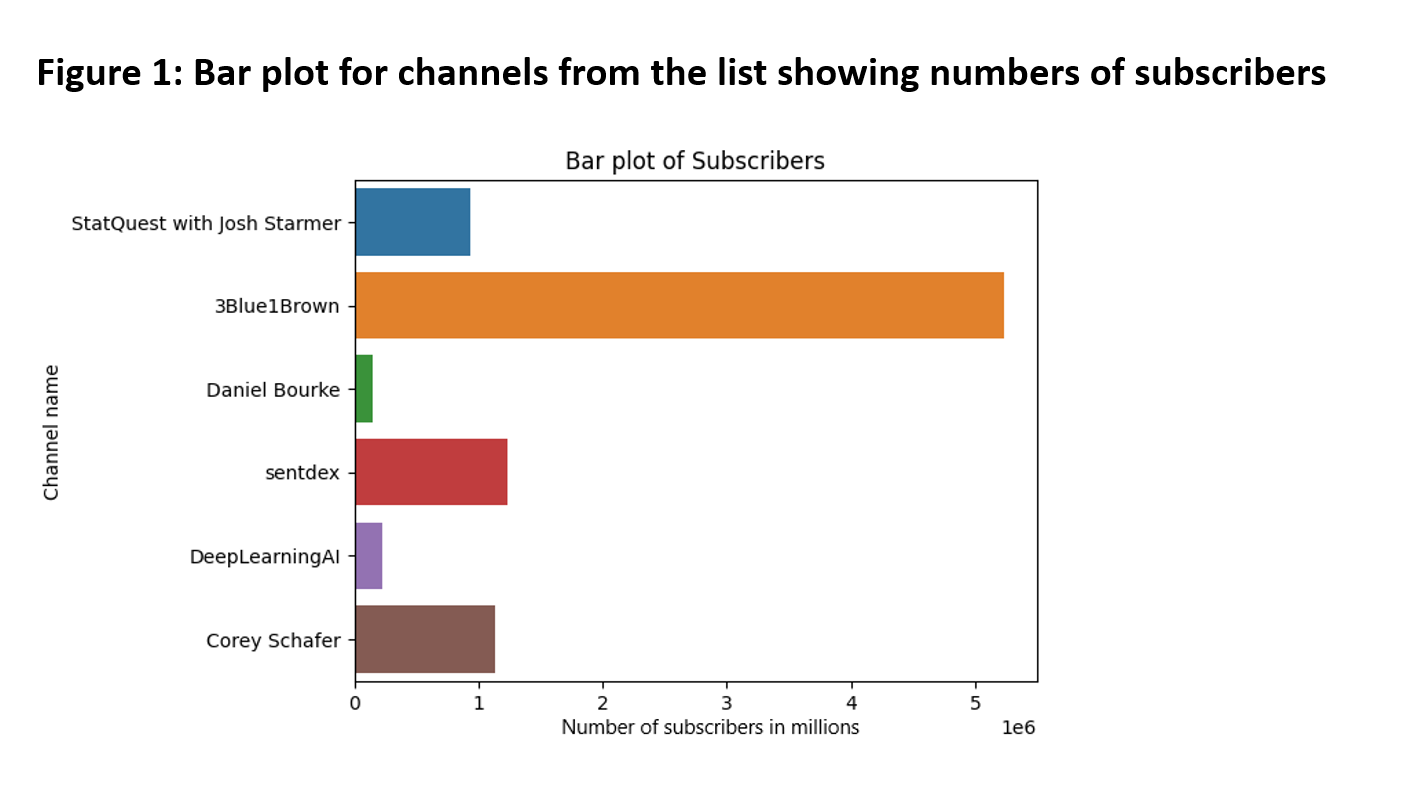 Figure 1: Bar plot for channels from the list showing numbers of subscribers
Bar plot of Subscribers
StatQuest with Josh Starmer
3Blue1Brown
Daniel Bourke
sentdex
DeepLearningAI
Corey Schafer
Channel name
0 1 2 3 4 5
Number of subscribers in millions
1e6